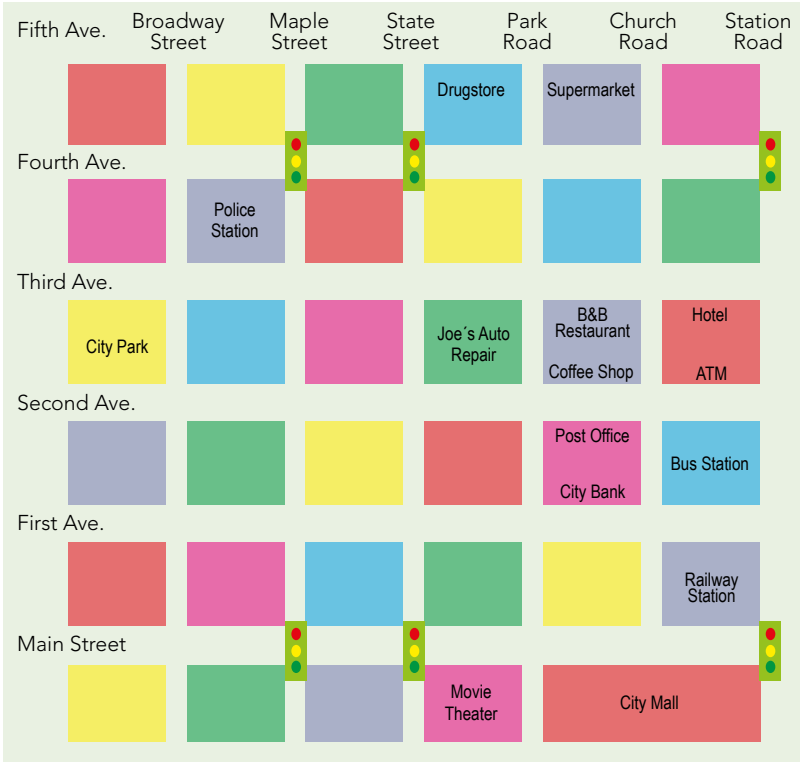 Fifth Ave.
Broadway
Street
Maple
Street
State
Street
Park
Road
Church
Road
Station
Road
Drugstore
Supermarket
Fourth Ave.
Police
Station
Third Ave.
City Park
Joe´s Auto
Repair
B&B
Restaurant
Coffee Shop
Hotel
ATM
Second Ave.
Post Office
City Bank
Bus Station
First Ave.
Railway
Station
Main Street
Movie
Theater
City Mall